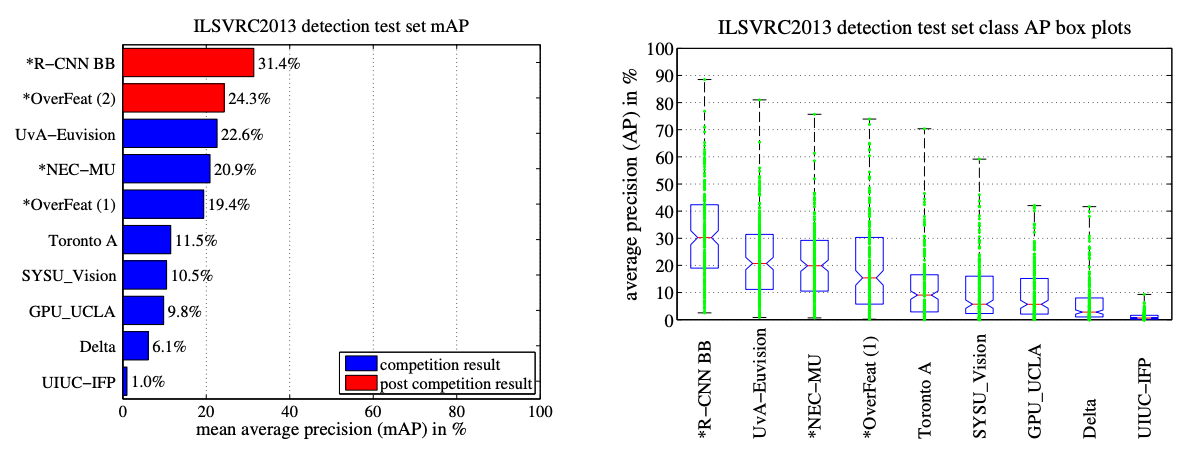 ILSVRC2013 detection test set mAP
*R−CNN BB
31.4%
*OverFeat (2)
24.3%
UvA−Euvision
22.6%
*NEC−MU
20.9%
*OverFeat (1)
19.4%
Toronto A
11.5%
SYSU_Vision
10.5%
GPU_UCLA
9.8%
Delta
6.1%
UIUC−IFP
1.0%
competition result
post competition result
0 20 40 60 80 100
mean average precision (mAP) in %
ILSVRC2013 detection test set class AP box plots
100
90
80
70
60
50
40
30
20
10
0
average precision (AP) in %
*R−CNN BB
UvA−Euvision
*NEC−MU
*OverFeat (1)
Toronto A
SYSU_Vision
GPU_UCLA
Delta
UIUC−IFP